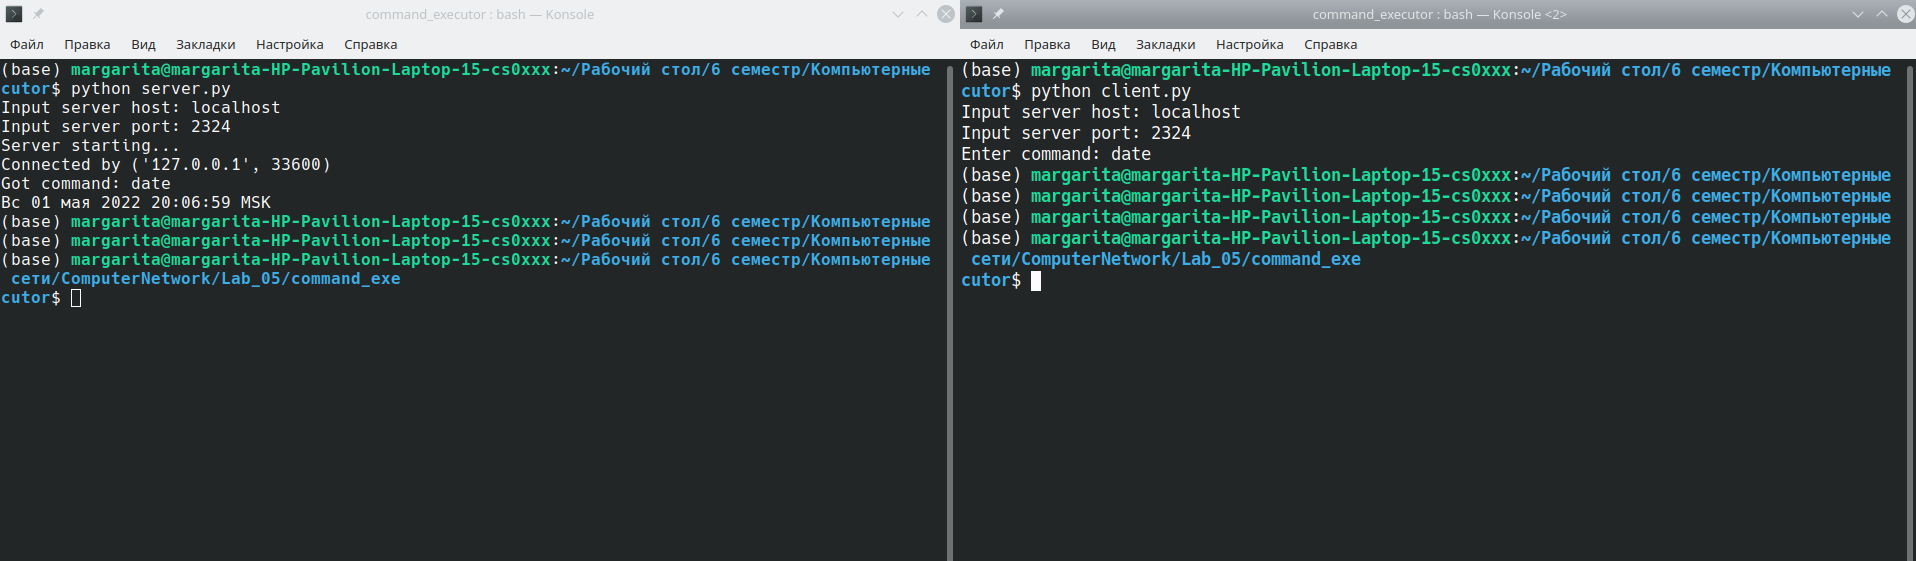 command_executor : bash — Konsole
Файл Правка Вид Закладки Настройка Справка
(base) margarita@margarita-HP-Pavilion-Laptop-15-cs0xxx:~/Рабочий стол/6 семестр/Компьютерные
cutor$ python server.py
Input server host: localhost
Input server port: 2324
Server starting...
Connected by ('127.0.0.1', 33600)
Got command: date
Вс 01 мая 2022 20:06:59 MSK
(base) margarita@margarita-HP-Pavilion-Laptop-15-cs0xxx:~/Рабочий стол/6 семестр/Компьютерные
(base) margarita@margarita-HP-Pavilion-Laptop-15-cs0xxx:~/Рабочий стол/6 семестр/Компьютерные
(base) margarita@margarita-HP-Pavilion-Laptop-15-cs0xxx:~/Рабочий стол/6 семестр/Компьютерные
сети/ComputerNetwork/Lab_05/command_exe
cutor$
command_executor : bash — Konsole <2>
Файл Правка Вид Закладки Настройка Справка
(base) margarita@margarita-HP-Pavilion-Laptop-15-cs0xxx:~/Рабочий стол/6 семестр/Компьютерные
cutor$ python client.py
Input server host: localhost
Input server port: 2324
Enter command: date
(base) margarita@margarita-HP-Pavilion-Laptop-15-cs0xxx:~/Рабочий стол/6 семестр/Компьютерные
(base) margarita@margarita-HP-Pavilion-Laptop-15-cs0xxx:~/Рабочий стол/6 семестр/Компьютерные
(base) margarita@margarita-HP-Pavilion-Laptop-15-cs0xxx:~/Рабочий стол/6 семестр/Компьютерные
(base) margarita@margarita-HP-Pavilion-Laptop-15-cs0xxx:~/Рабочий стол/6 семестр/Компьютерные
сети/ComputerNetwork/Lab_05/command_exe
cutor$